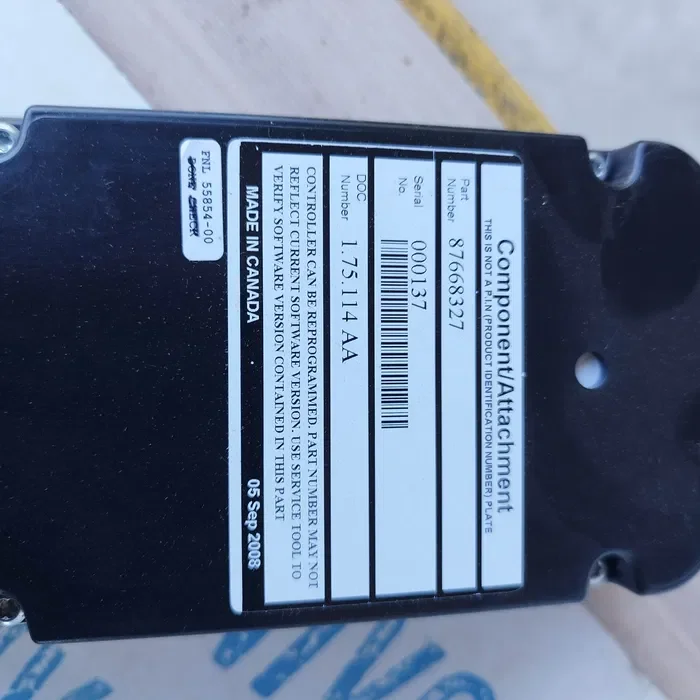 Component/Attachment
THIS IS NOT A P.I.N (PRODUCT IDENTIFICATION NUMBER) PLATE
Part
Number 87668327
Serial
No. 000137
DOC
Number 1.75.114 AA
CONTROLLER CAN BE REPROGRAMMED. PART NUMBER MAY NOT
REFLECT CURRENT SOFTWARE VERSION. USE SERVICE TOOL TO
VERIFY SOFTWARE VERSION CONTAINED IN THIS PART
MADE IN CANADA 05 Sep 2008
FNL 55854-00